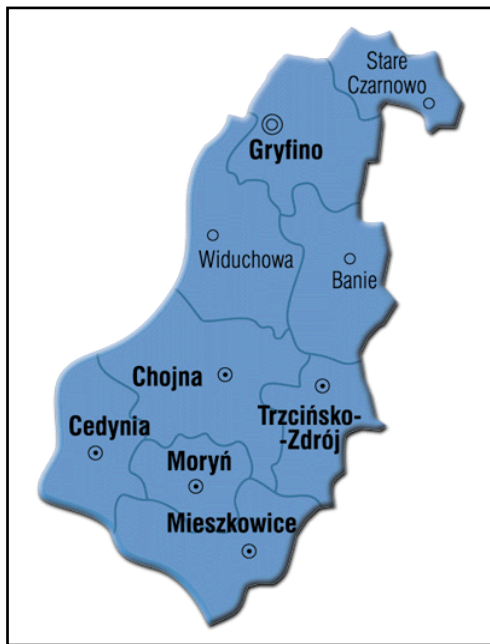 Stare
Czarnowo
Gryfino
Widuchowa
Banie
Chojna
Trzcińsko-
-Zdrój
Cedynia
Moryń
Mieszkowice